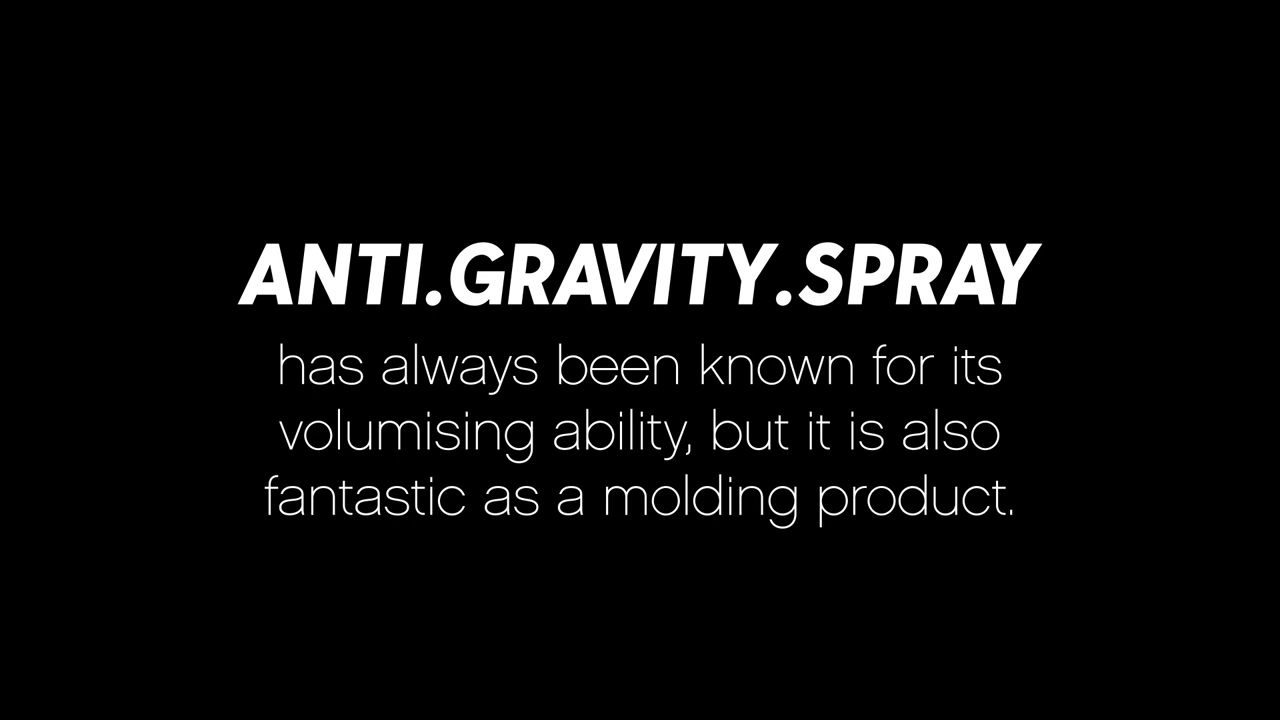 ANTI.GRAVITY.SPRAY
has always been known for its
volumising ability, but it is also
fantastic as a molding product.